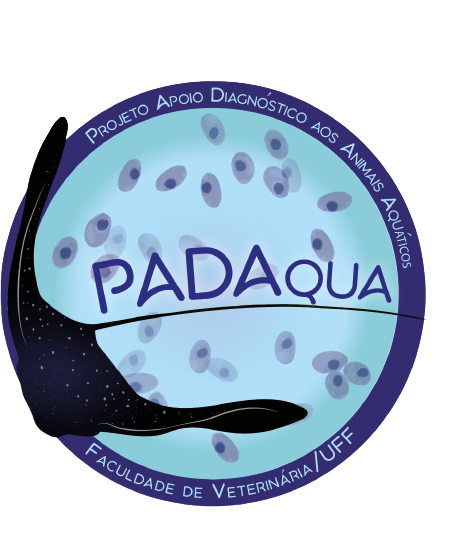 Projeto Apoio Diagnóstico aos Animais Aquáticos
PADAQUA
Faculdade de Veterinária/UFF